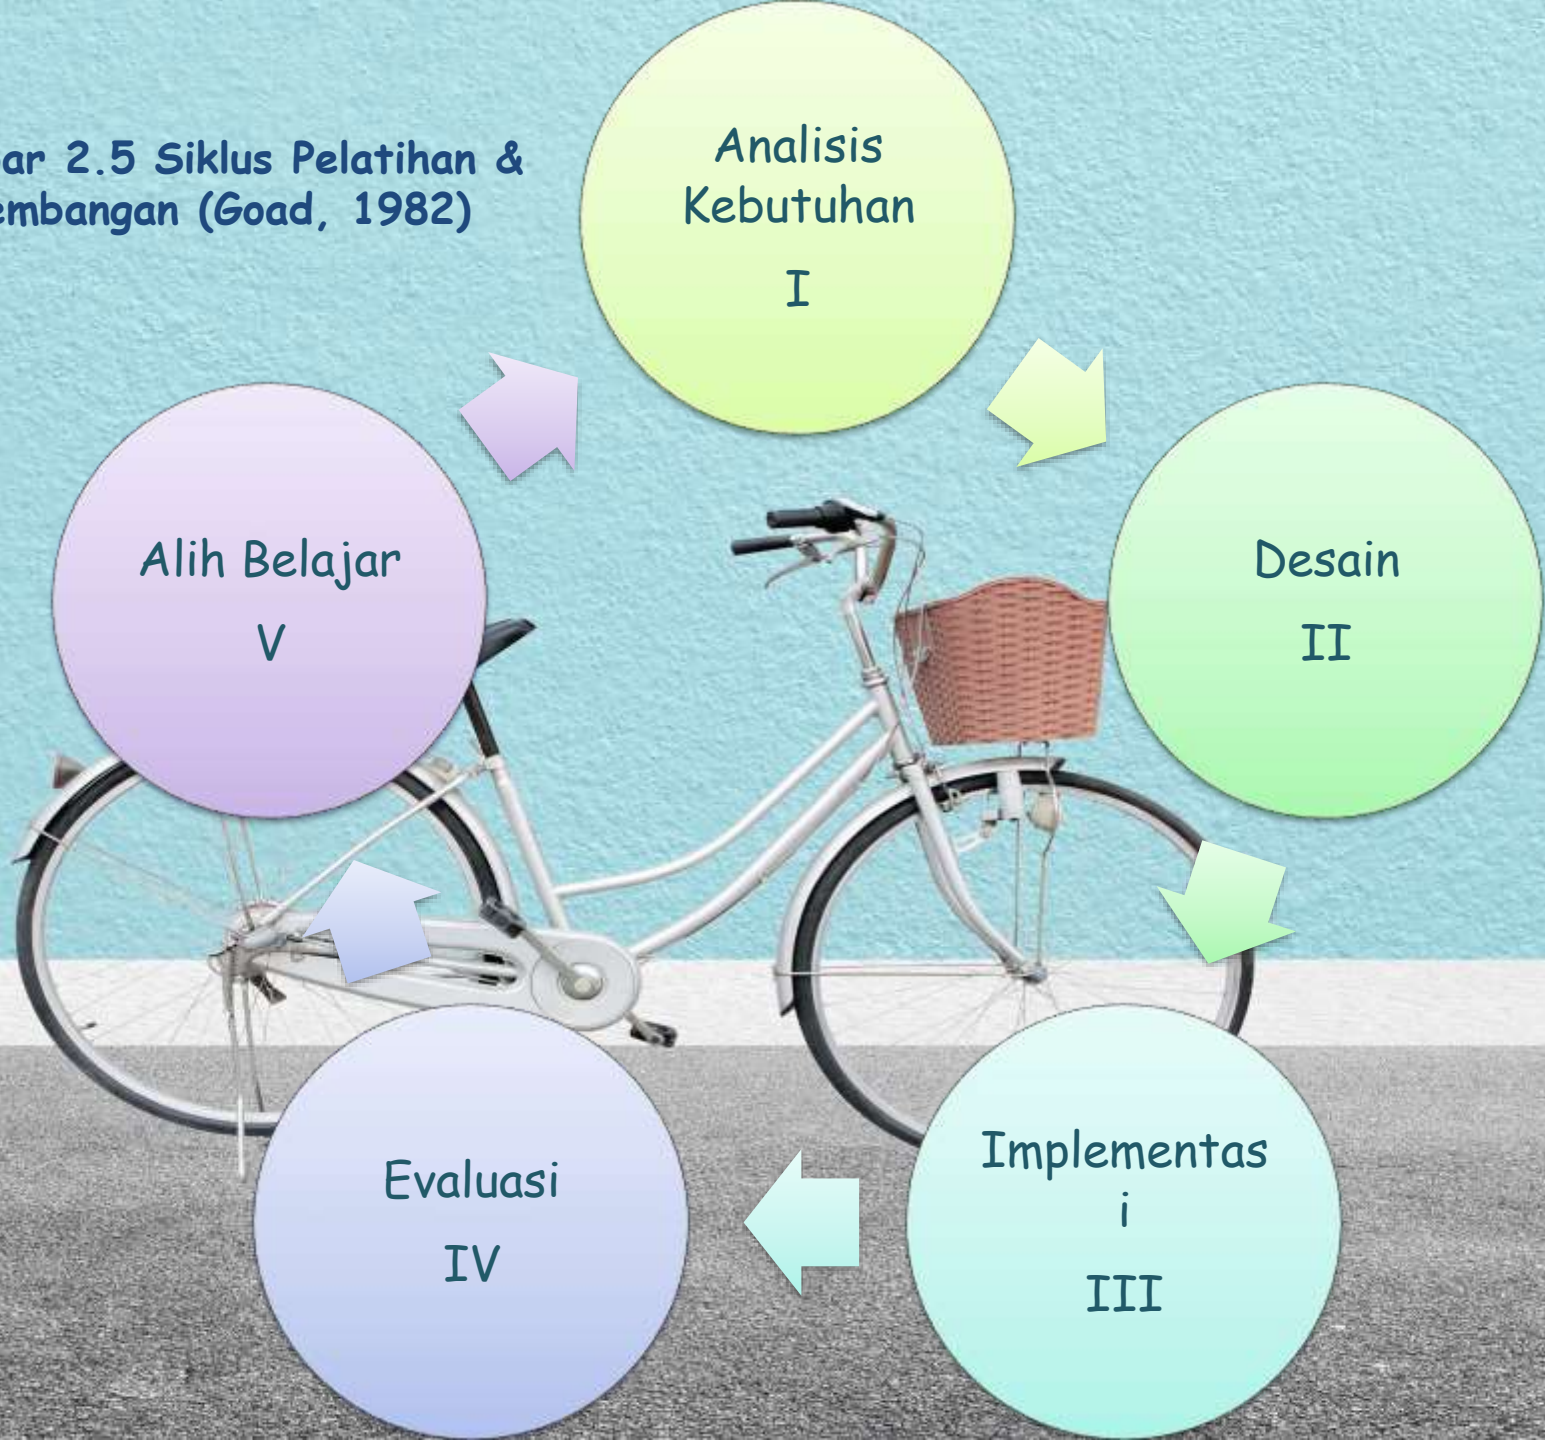 ar 2.5 Siklus Pelatihan &
embangan (Goad, 1982)
Analisis
Kebutuhan
I
Desain
II
Implementas
i
III
Evaluasi
IV
Alih Belajar
V